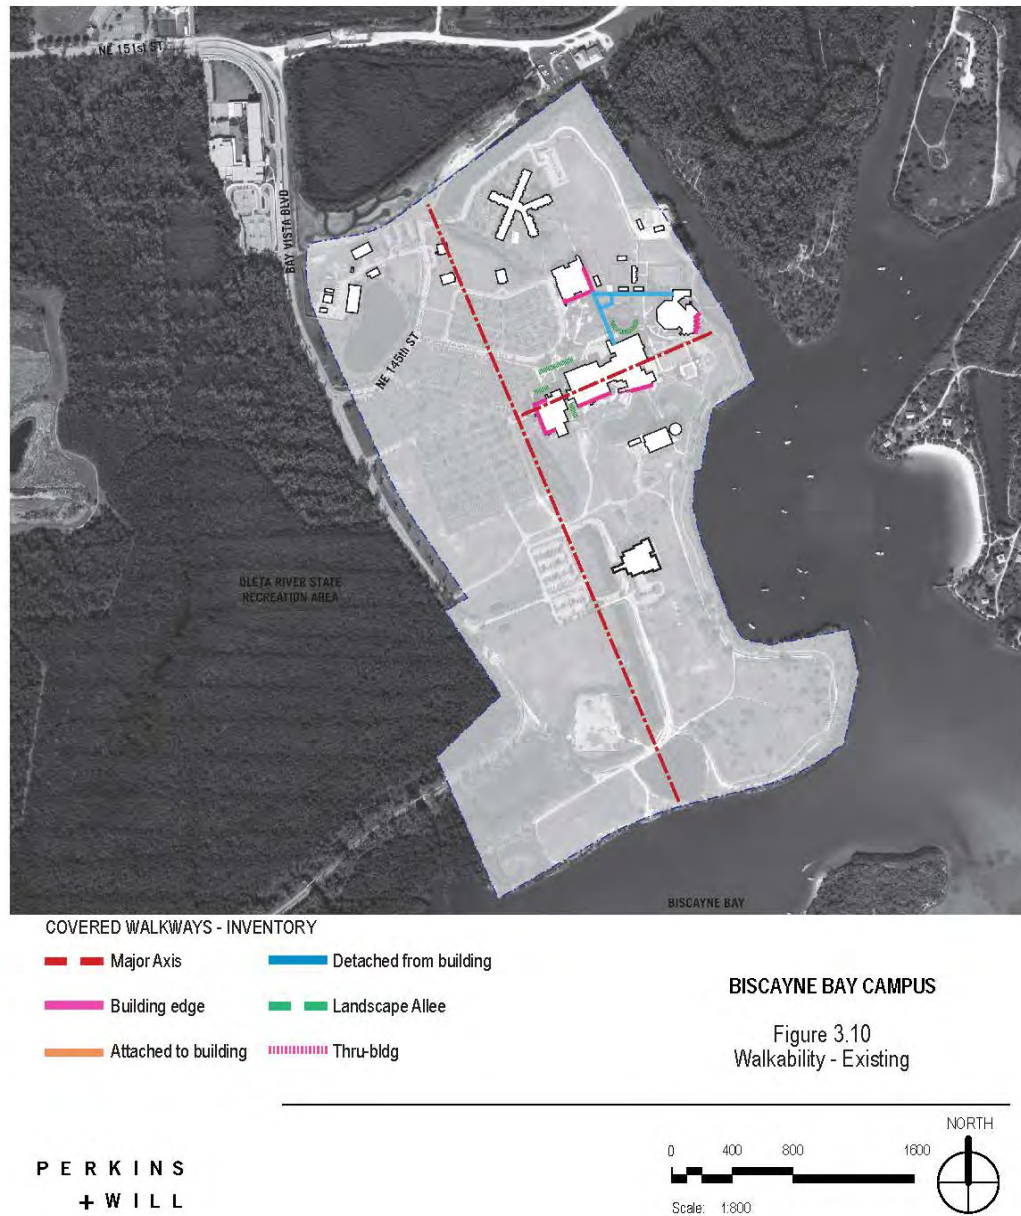 NE 151st ST
BAY VISTA BLVD
NE 145th ST
OLETA RIVER STATE
RECREATION AREA
BISCAYNE BAY
COVERED WALKWAYS - INVENTORY
Major Axis
Detached from building
Building edge
Landscape Allee
Attached to building
Thru-bldg
BISCAYNE BAY CAMPUS
Figure 3.10
Walkability - Existing
NORTH
0 400 800 1600
Scale: 1:800
PERKINS
+ WILL